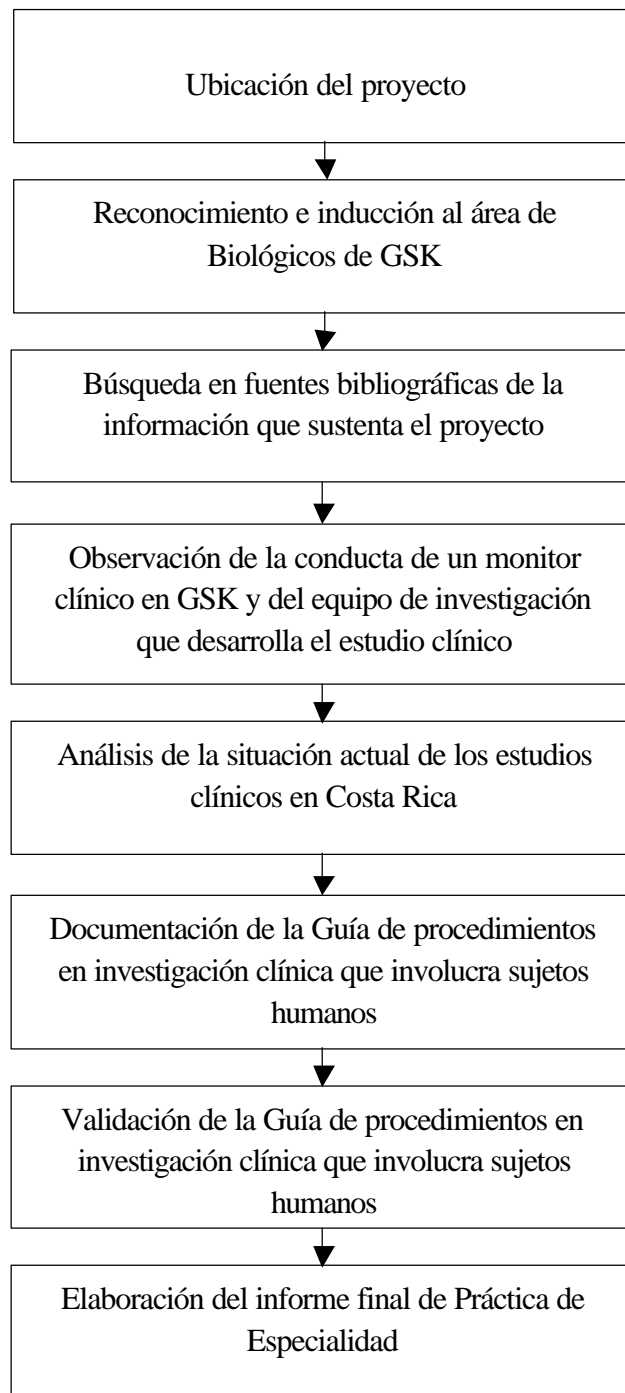 Ubicación del proyecto
Reconocimiento e inducción al área de
Biológicos de GSK
Búsqueda en fuentes bibliográficas de la
información que sustenta el proyecto
Observación de la conducta de un monitor
clínico en GSK y del equipo de investigación
que desarrolla el estudio clínico
Análisis de la situación actual de los estudios
clínicos en Costa Rica
Documentación de la Guía de procedimientos
en investigación clínica que involucra sujetos
humanos
Validación de la Guía de procedimientos en
investigación clínica que involucra sujetos
humanos
Elaboración del informe final de Práctica de
Especialidad